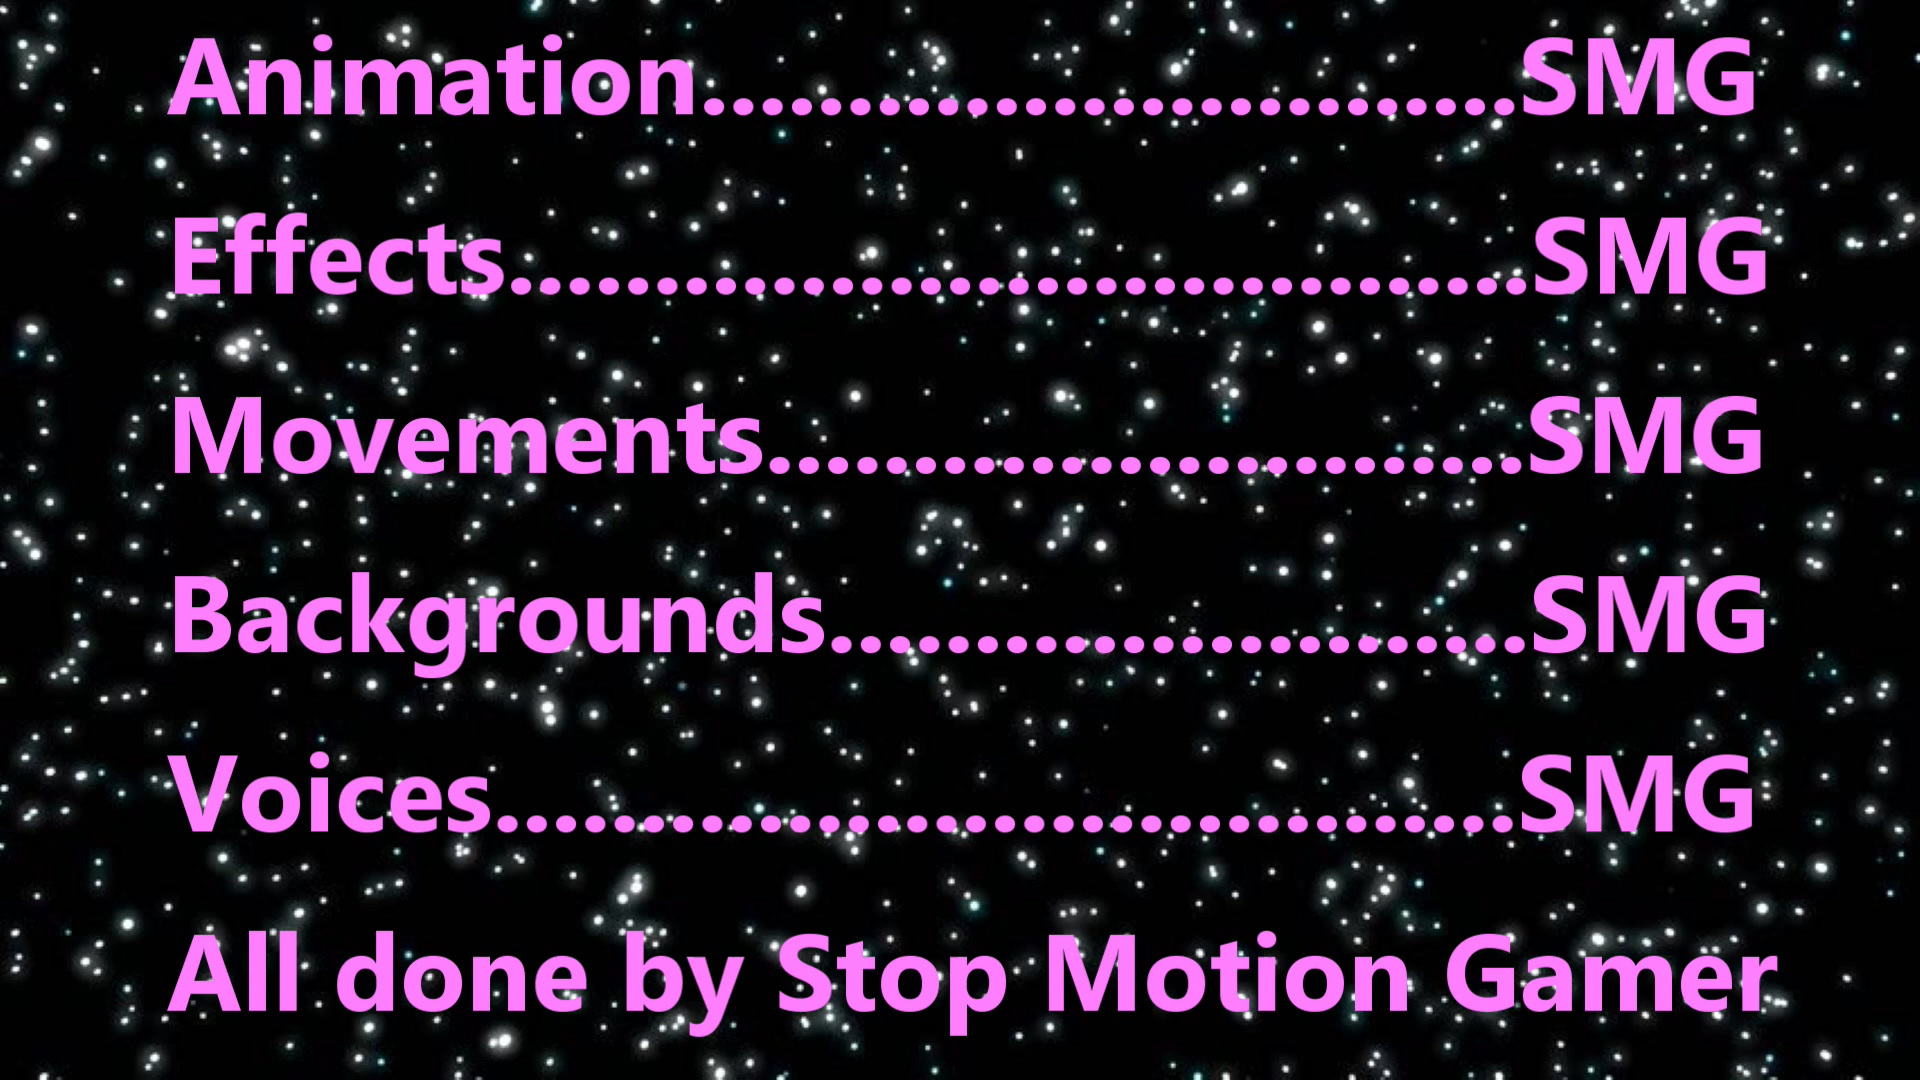 Animation............................SMG
Effects...................................SMG
Movements..........................SMG
Backgrounds........................SMG
Voices...................................SMG
All done by Stop Motion Gamer